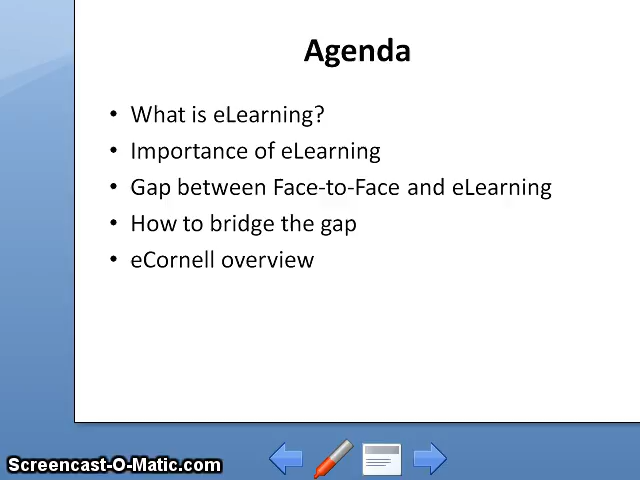 Agenda
• What is eLearning?
• Importance of eLearning
• Gap between Face-to-Face and eLearning
• How to bridge the gap
• eCornell overview
Screencast-O-Matic.com